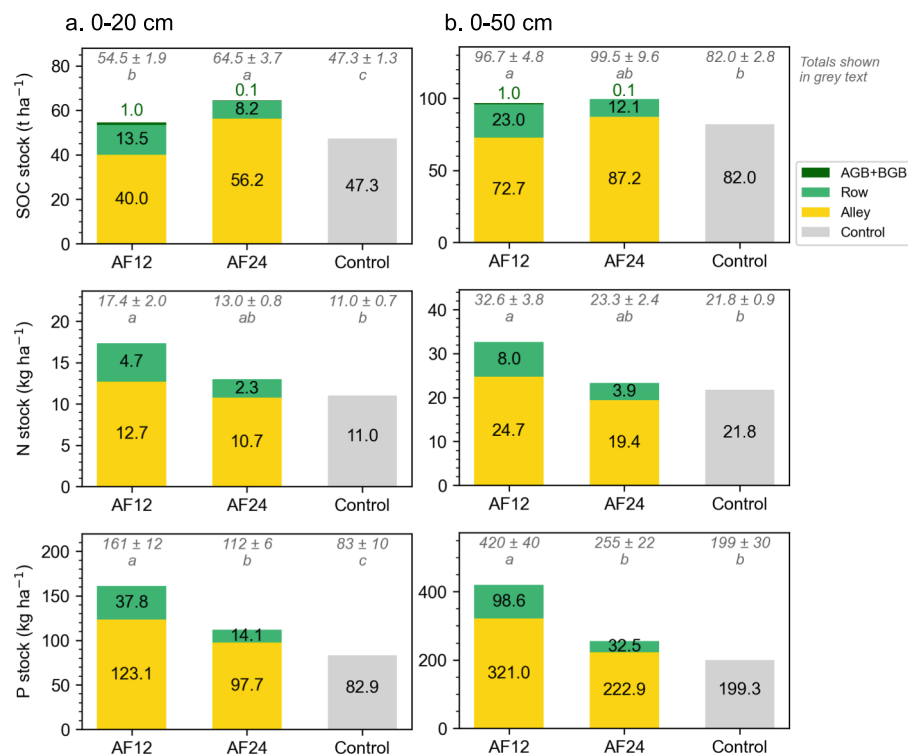 a. 0-20 cm
b. 0-50 cm
SOC stock (t ha⁻¹)
80
60
40
20
0
54.5 ± 1.9
b
64.5 ± 3.7
a
47.3 ± 1.3
c
1.0
0.1
13.5
8.2
40.0
56.2
47.3
AF12
AF24
Control
100
50
0
96.7 ± 4.8
a
99.5 ± 9.6
ab
82.0 ± 2.8
b
1.0
0.1
23.0
12.1
72.7
87.2
82.0
AF12
AF24
Control
Totals shown
in grey text
AGB+BGB
Row
Alley
Control
N stock (kg ha⁻¹)
20
15
10
5
0
17.4 ± 2.0
a
13.0 ± 0.8
ab
11.0 ± 0.7
b
4.7
2.3
12.7
10.7
11.0
AF12
AF24
Control
40
30
20
10
0
32.6 ± 3.8
a
23.3 ± 2.4
ab
21.8 ± 0.9
b
8.0
3.9
24.7
19.4
21.8
AF12
AF24
Control
P stock (kg ha⁻¹)
200
150
100
50
0
161 ± 12
a
112 ± 6
b
83 ± 10
c
37.8
14.1
123.1
97.7
82.9
AF12
AF24
Control
400
200
0
420 ± 40
a
255 ± 22
b
199 ± 30
b
98.6
32.5
321.0
222.9
199.3
AF12
AF24
Control